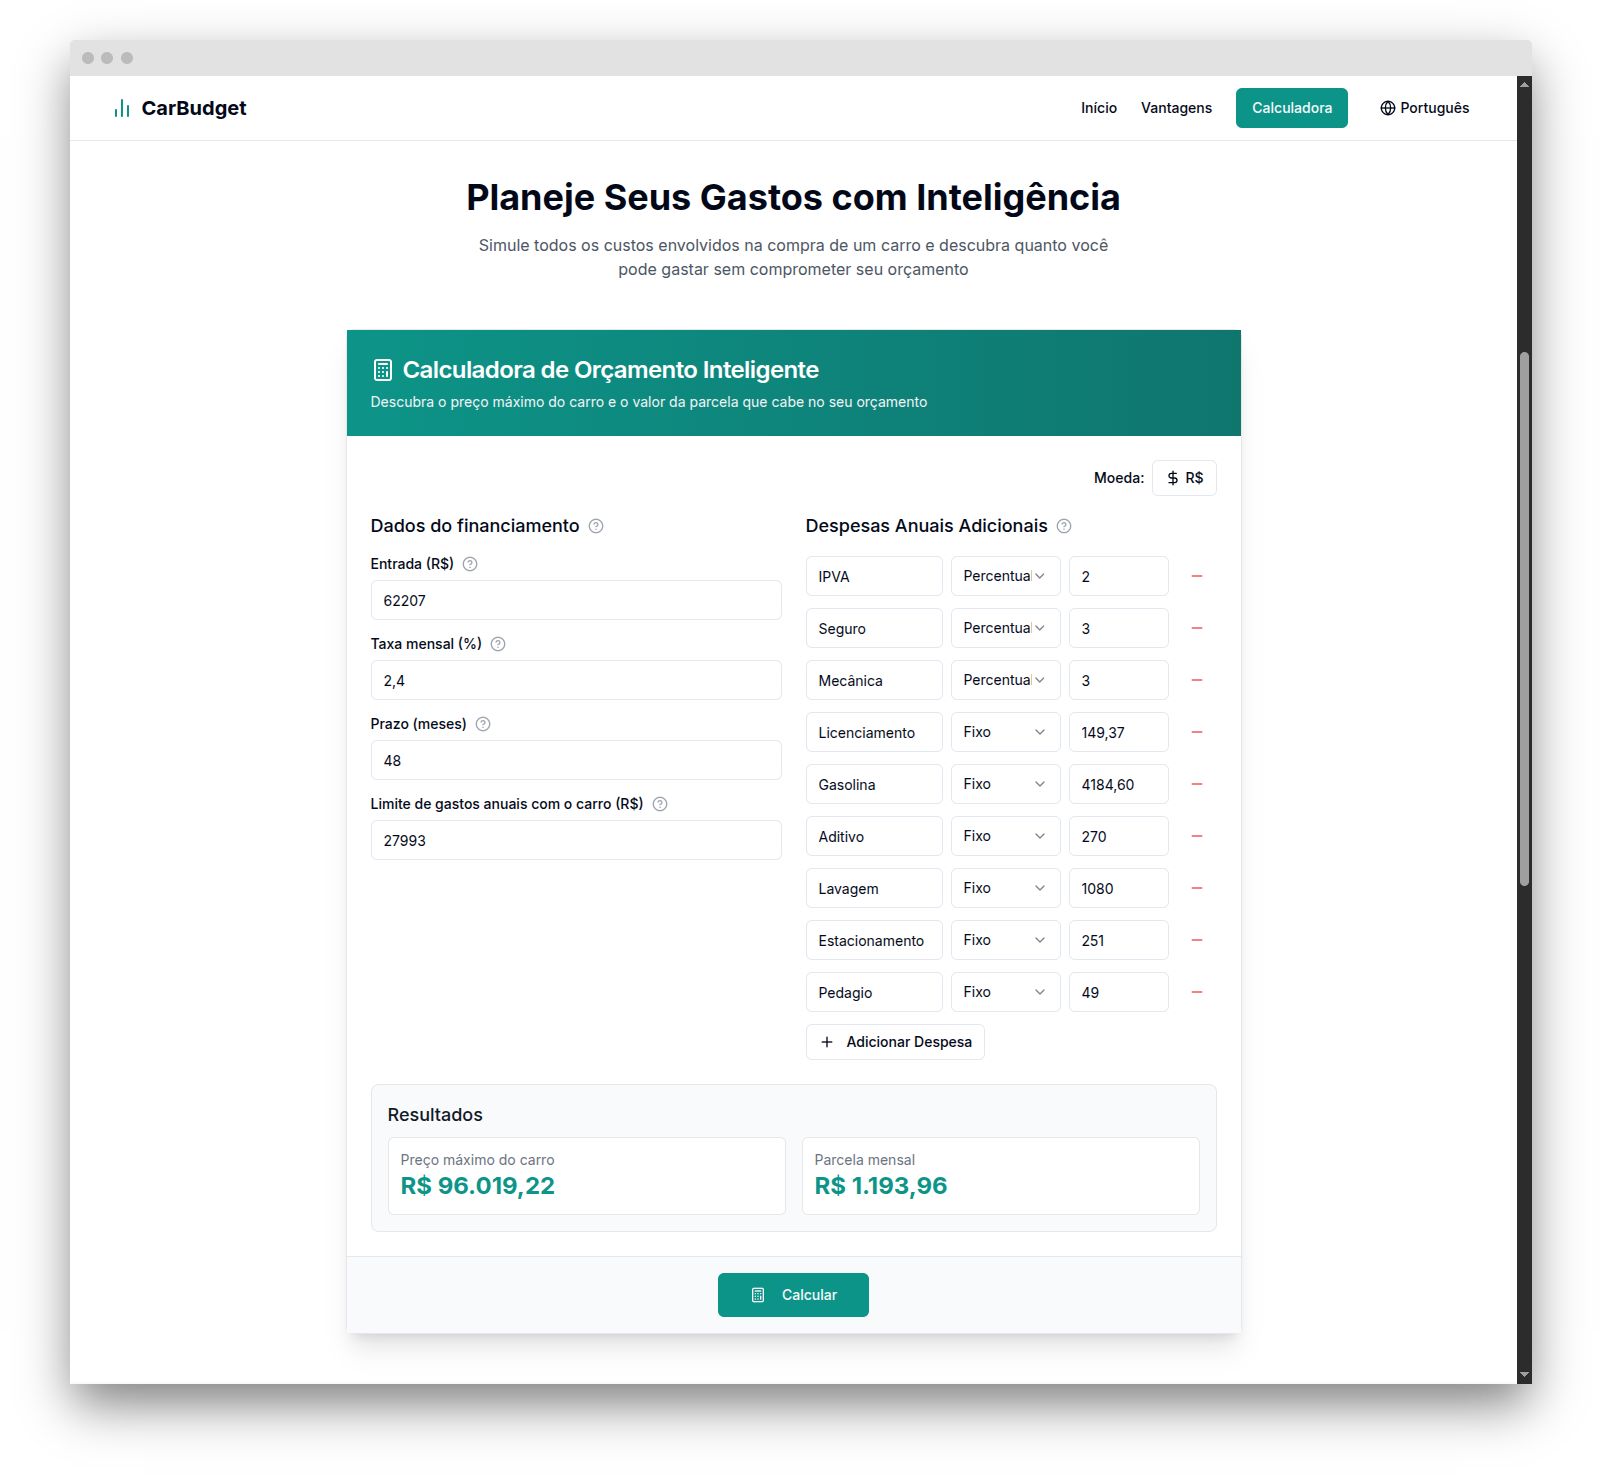 CarBudget
Início
Vantagens
Calculadora
Português
Planeje Seus Gastos com Inteligência
Simule todos os custos envolvidos na compra de um carro e descubra quanto você
pode gastar sem comprometer seu orçamento
Calculadora de Orçamento Inteligente
Descubra o preço máximo do carro e o valor da parcela que cabe no seu orçamento
Moeda:
$ R$
Dados do financiamento
Entrada (R$)
62207
Taxa mensal (%)
2,4
Prazo (meses)
48
Limite de gastos anuais com o carro (R$)
27993
Despesas Anuais Adicionais
IPVA Percentual 2
Seguro Percentual 3
Mecânica Percentual 3
Licenciamento Fixo 149,37
Gasolina Fixo 4184,60
Aditivo Fixo 270
Lavagem Fixo 1080
Estacionamento Fixo 251
Pedagio Fixo 49
Adicionar Despesa
Resultados
Preço máximo do carro
R$ 96.019,22
Parcela mensal
R$ 1.193,96
Calcular